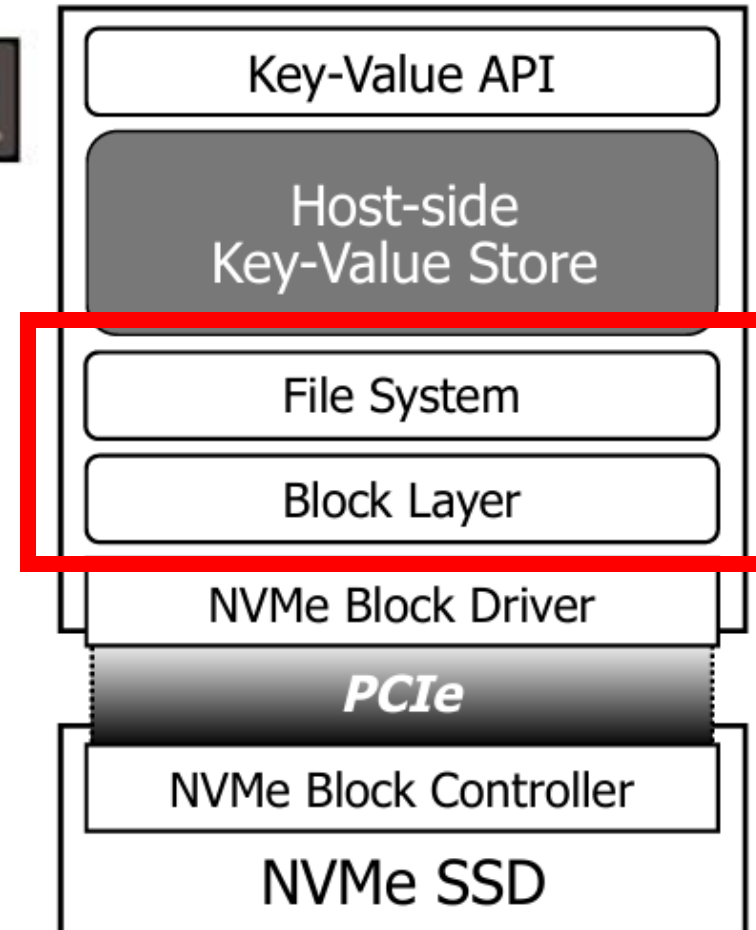 Key-Value API
Host-side
Key-Value Store
File System
Block Layer
NVMe Block Driver
PCIe
NVMe Block Controller
NVMe SSD